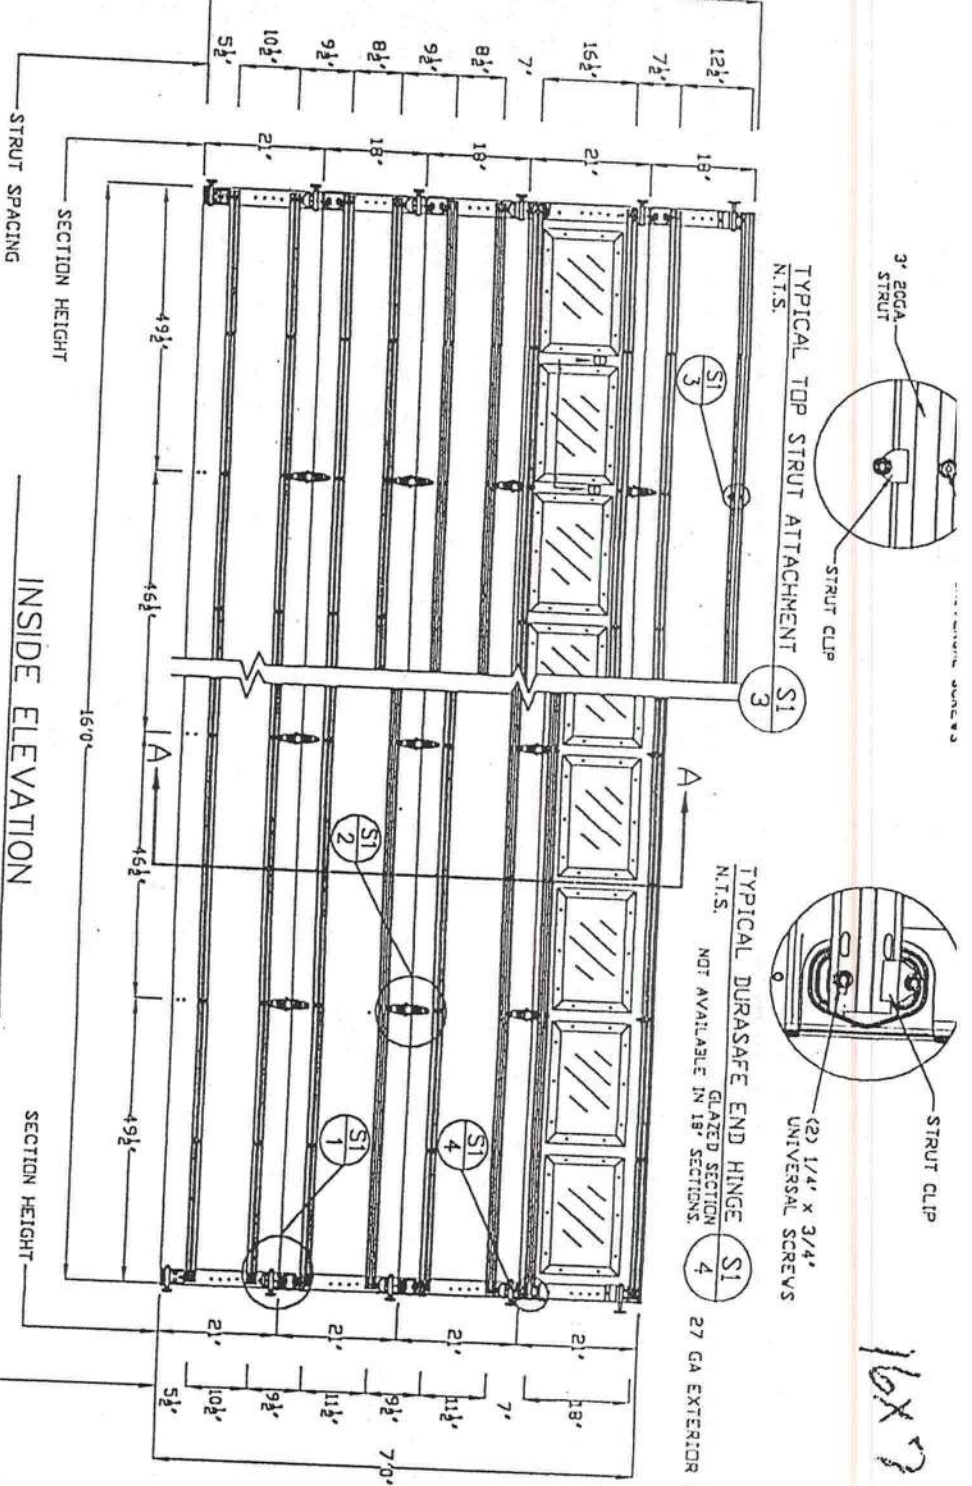 16X7
3" 20GA.
STRUT
STRUT CLIP
TYPICAL TOP STRUT ATTACHMENT
N.T.S.
S1
3
STRUT CLIP
(2) 1/4" x 3/4"
UNIVERSAL SCREWS
TYPICAL DURASAFE END HINGE
N.T.S.
GLAZED SECTION
NOT AVAILABLE IN 18" SECTIONS.
S1
4
27 GA EXTERIOR
12½"
7½"
16½"
7"
8½"
9½"
8½"
9½"
10½"
5½"
18"
21"
18"
18"
21"
STRUT SPACING
SECTION HEIGHT
S1
3
A
A
S1
2
S1
4
S1
1
49½"
46½"
46½"
49½"
16'0"
21"
21"
21"
21"
18"
7"
11½"
9½"
11½"
9½"
10½"
5½"
7'0"
SECTION HEIGHT
INSIDE ELEVATION